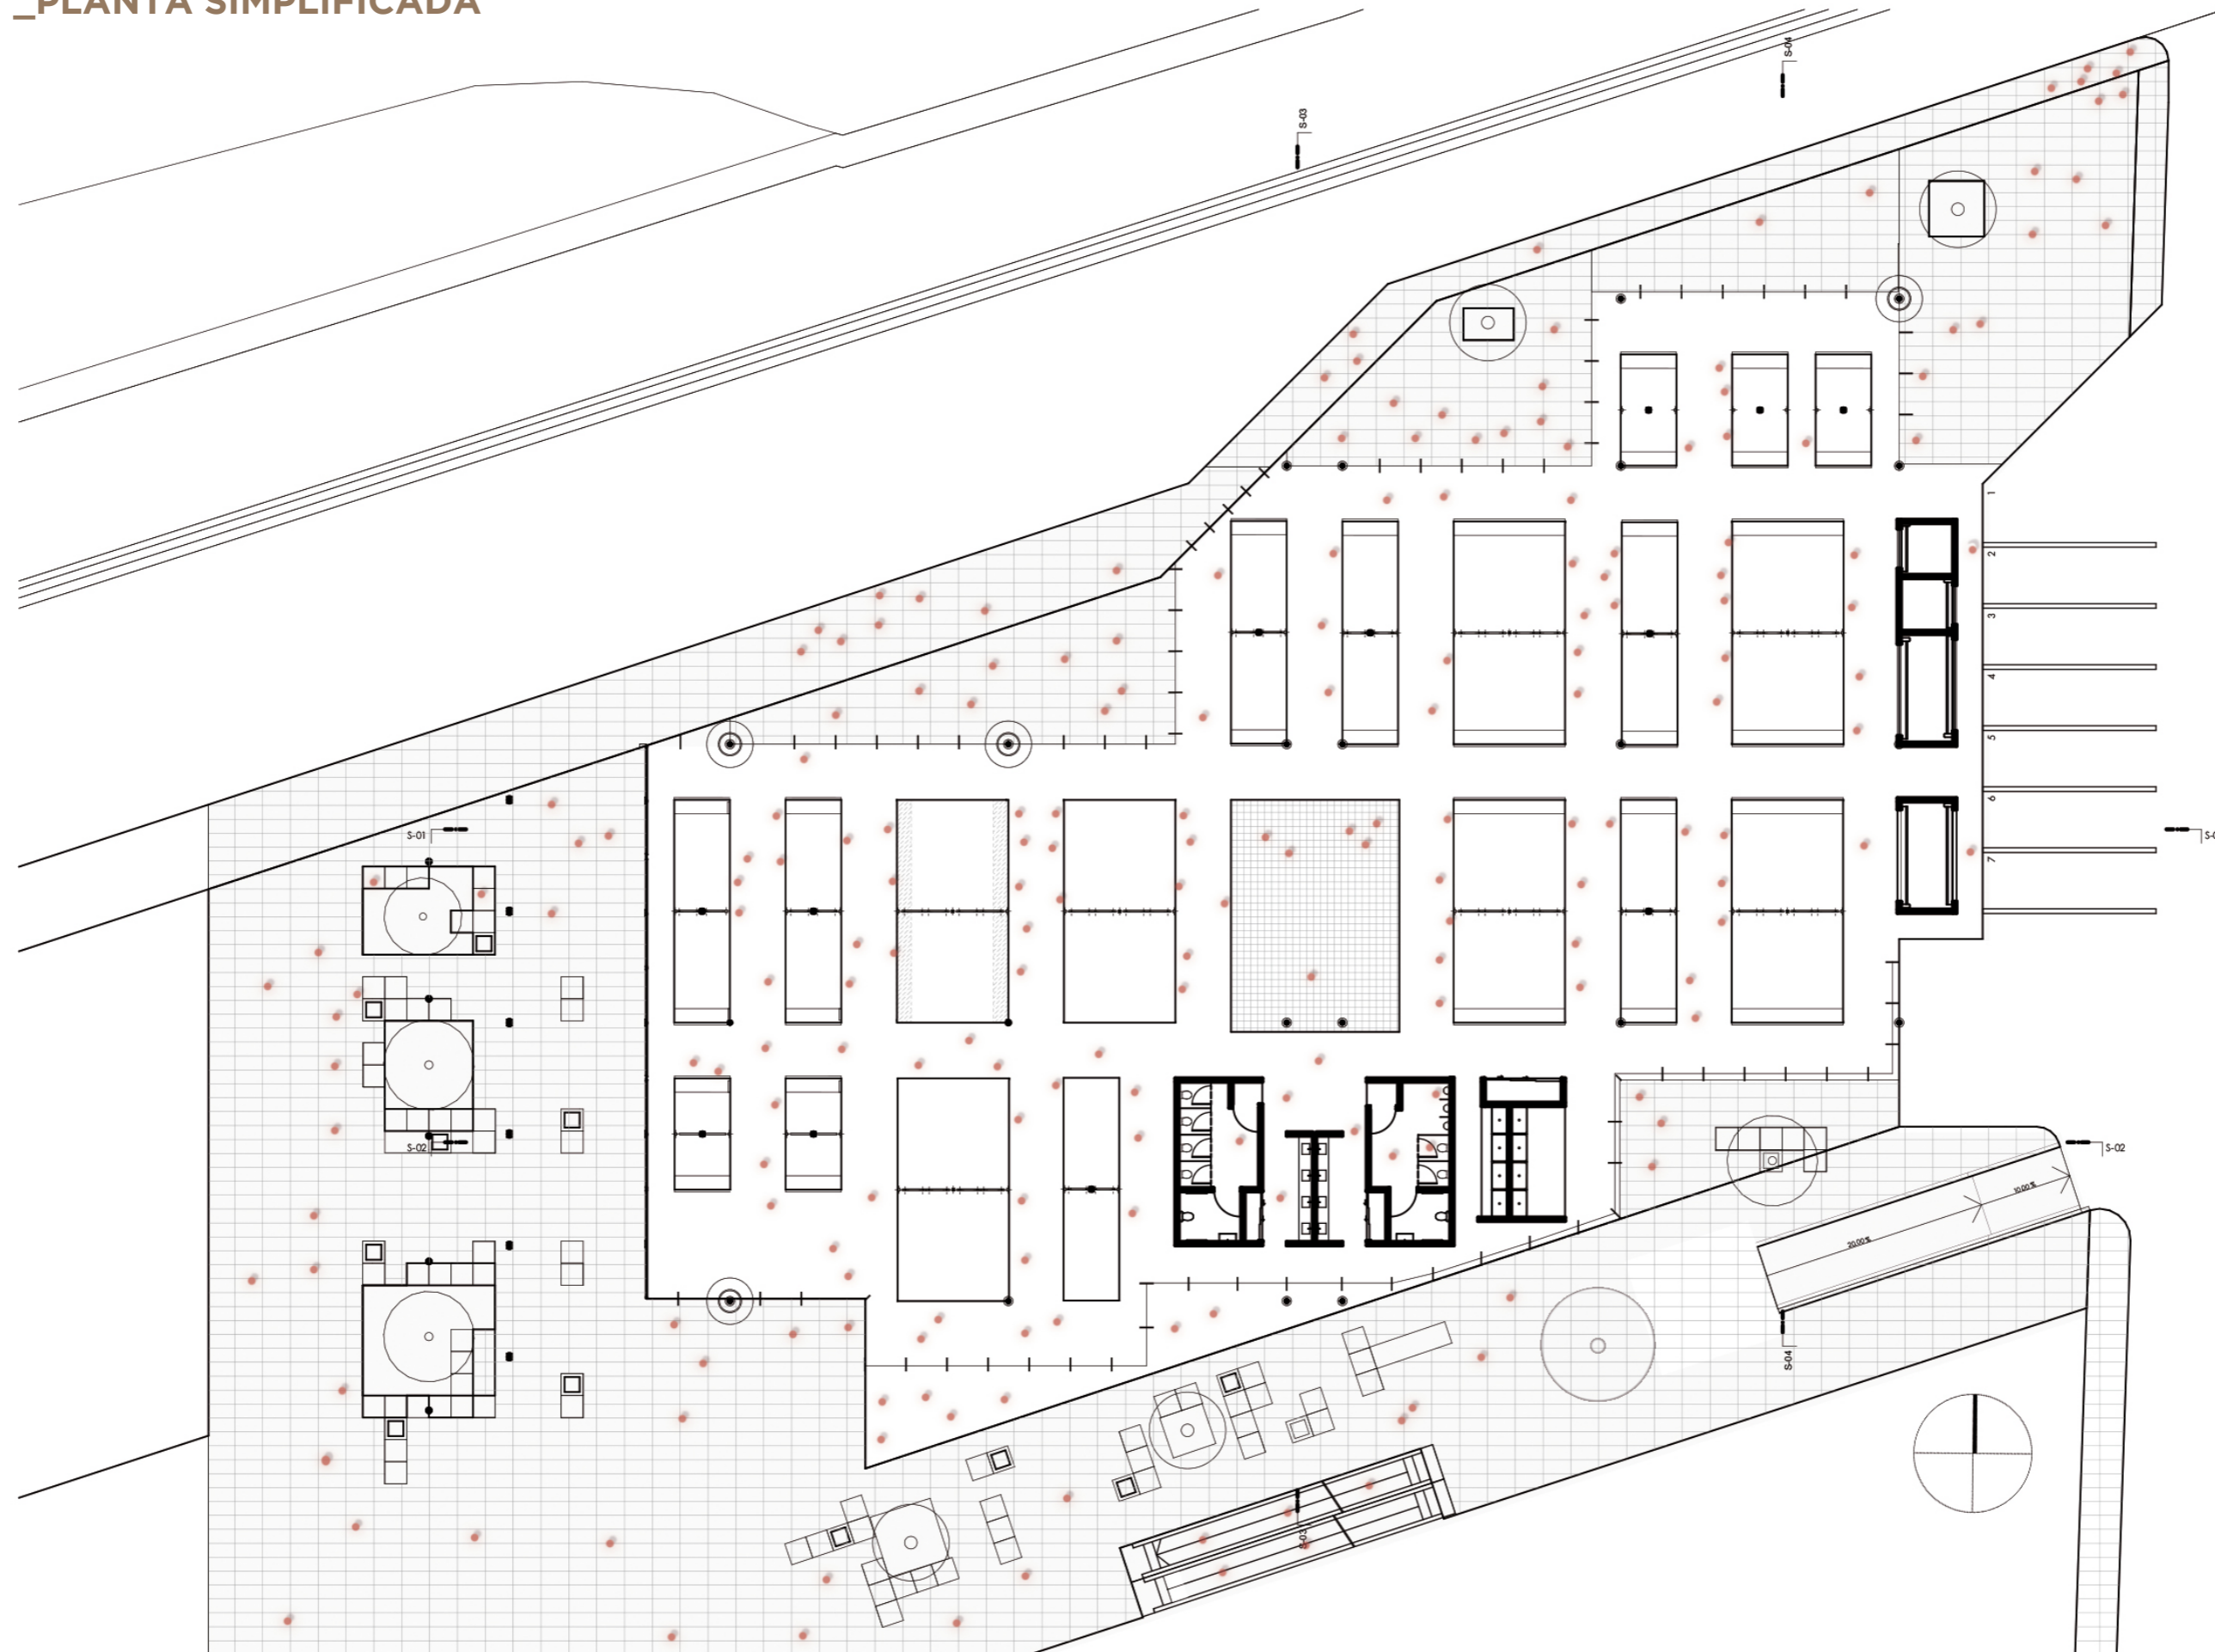 _PLANTA SIMPLIFICADA
S-04
S-03
1
2
3
4
5
6
S-01
7
S-02
S-02
10.00 %
20.00 %
S-04
S-03